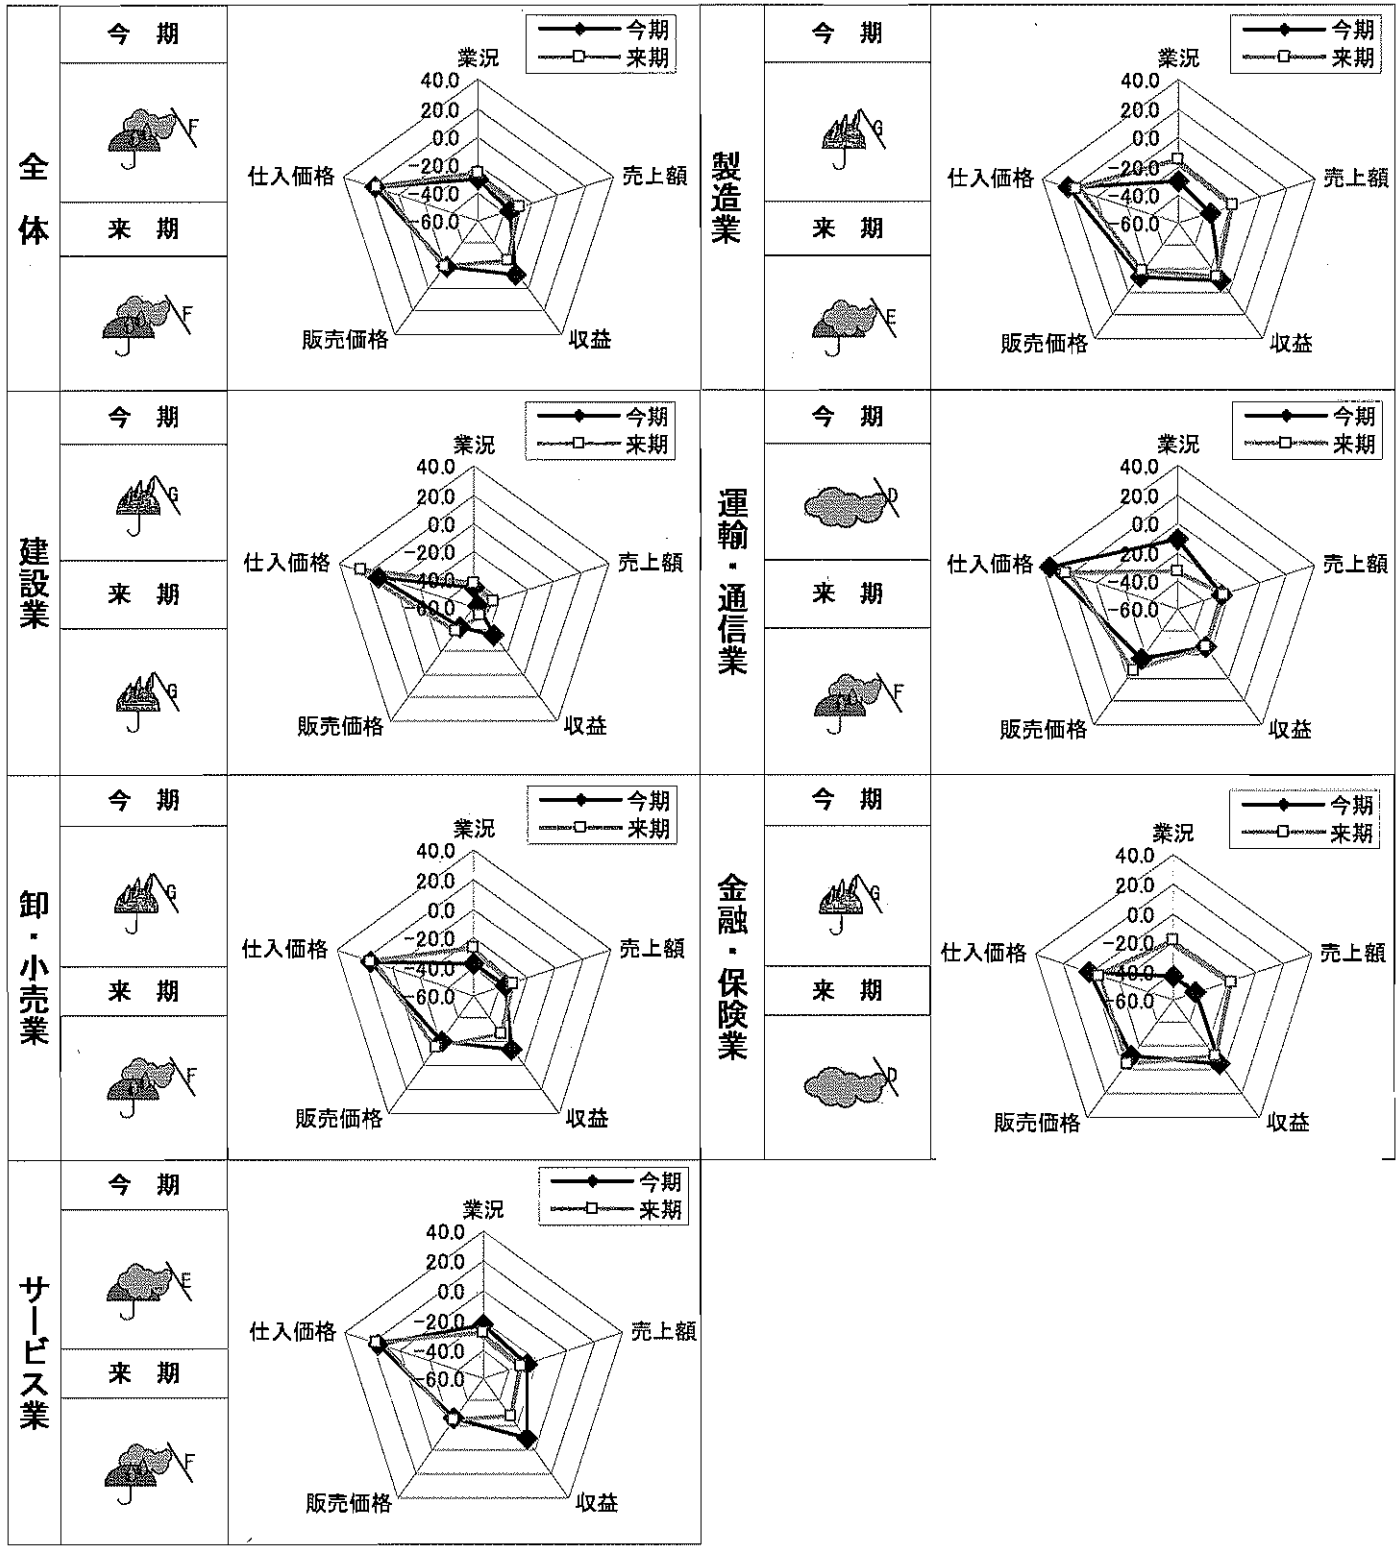 全体
今 期
F
来 期
F
今期
来期
業況
40.0
20.0
0.0
-20.0
-40.0
-60.0
売上額
収益
販売価格
仕入価格
製造業
今 期
G
来 期
E
今期
来期
業況
40.0
20.0
0.0
-20.0
-40.0
-60.0
売上額
収益
販売価格
仕入価格
建設業
今 期
G
来 期
G
今期
来期
業況
40.0
20.0
0.0
-20.0
-40.0
-60.0
売上額
収益
販売価格
仕入価格
運輸・通信業
今 期
D
来 期
F
今期
来期
業況
40.0
20.0
0.0
-20.0
-40.0
-60.0
売上額
収益
販売価格
仕入価格
卸・小売業
今 期
G
来 期
F
今期
来期
業況
40.0
20.0
0.0
-20.0
-40.0
-60.0
売上額
収益
販売価格
仕入価格
金融・保険業
今 期
G
来 期
D
今期
来期
業況
40.0
20.0
0.0
-20.0
-40.0
-60.0
売上額
収益
販売価格
仕入価格
サービス業
今 期
E
来 期
F
今期
来期
業況
40.0
20.0
0.0
-20.0
-40.0
-60.0
売上額
収益
販売価格
仕入価格